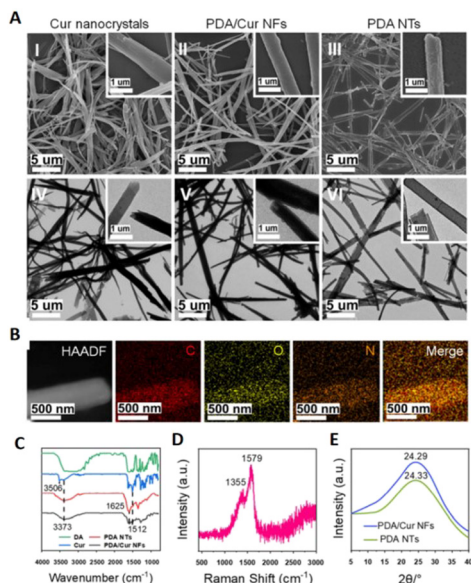 A
Cur nanocrystals PDA/Cur NFs PDA NTs
I II III
1 um 1 um 1 um
5 um 5 um 5 um
IV V VI
1 um 1 um 1 um
5 um 5 um 5 um
B
HAADF C O N Merge
500 nm 500 nm 500 nm 500 nm 500 nm
C D E
3506
3373
1625
1512
DA PDA NTs
Cur PDA/Cur NFs
4000 3500 3000 2500 2000 1500 1000
Wavenumber (cm-1)
Intensity (a.u.)
1355
1579
500 1000 1500 2000 2500 3000
Raman Shift (cm-1)
Intensity (a.u.)
24.29
24.33
PDA/Cur NFs
PDA NTs
5 10 15 20 25 30 35 40
2θ/°